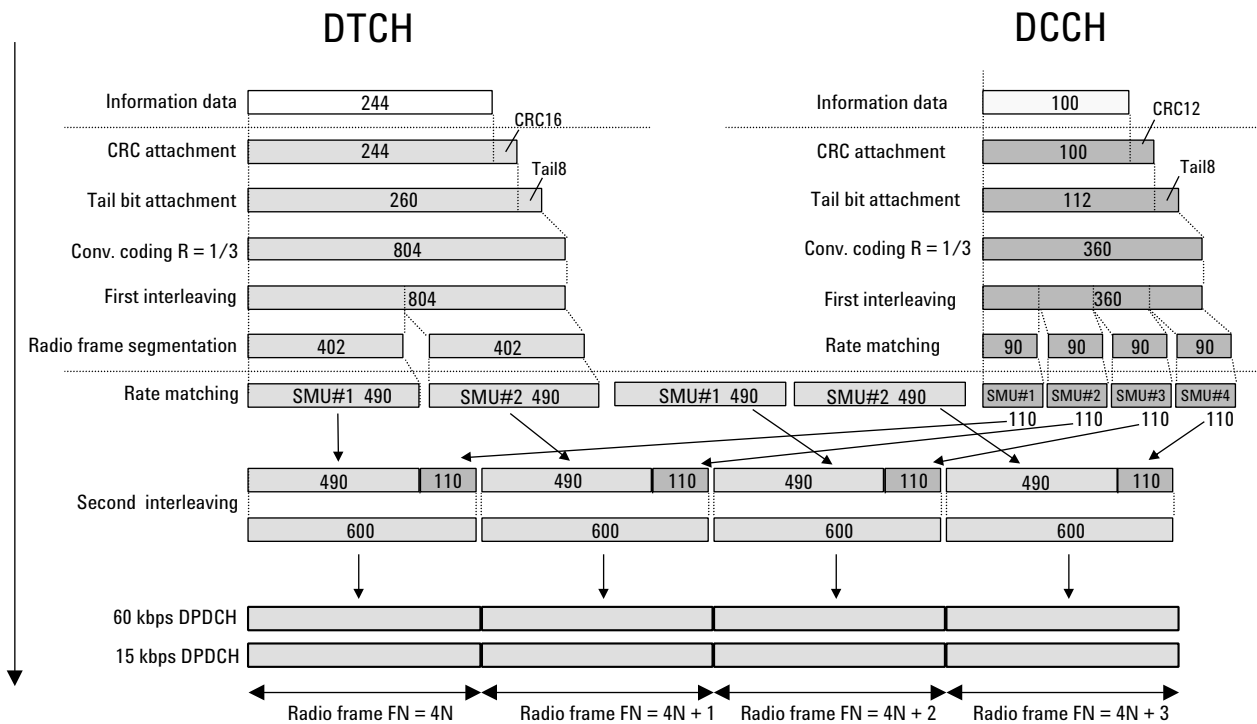 DTCH DCCH
Information data 244 Information data 100
CRC16 CRC12
CRC attachment 244 CRC attachment 100
Tail8 Tail8
Tail bit attachment 260 Tail bit attachment 112
Conv. coding R = 1/3 804 Conv. coding R = 1/3 360
First interleaving 804 First interleaving 360
Radio frame segmentation 402 402 Rate matching 90 90 90 90
Rate matching SMU#1 490 SMU#2 490 SMU#1 490 SMU#2 490 SMU#1 SMU#2 SMU#3 SMU#4
110 110 110 110
490 110 490 110 490 110 490 110
Second interleaving
600 600 600 600
60 kbps DPDCH
15 kbps DPDCH
Radio frame FN = 4N Radio frame FN = 4N + 1 Radio frame FN = 4N + 2 Radio frame FN = 4N + 3